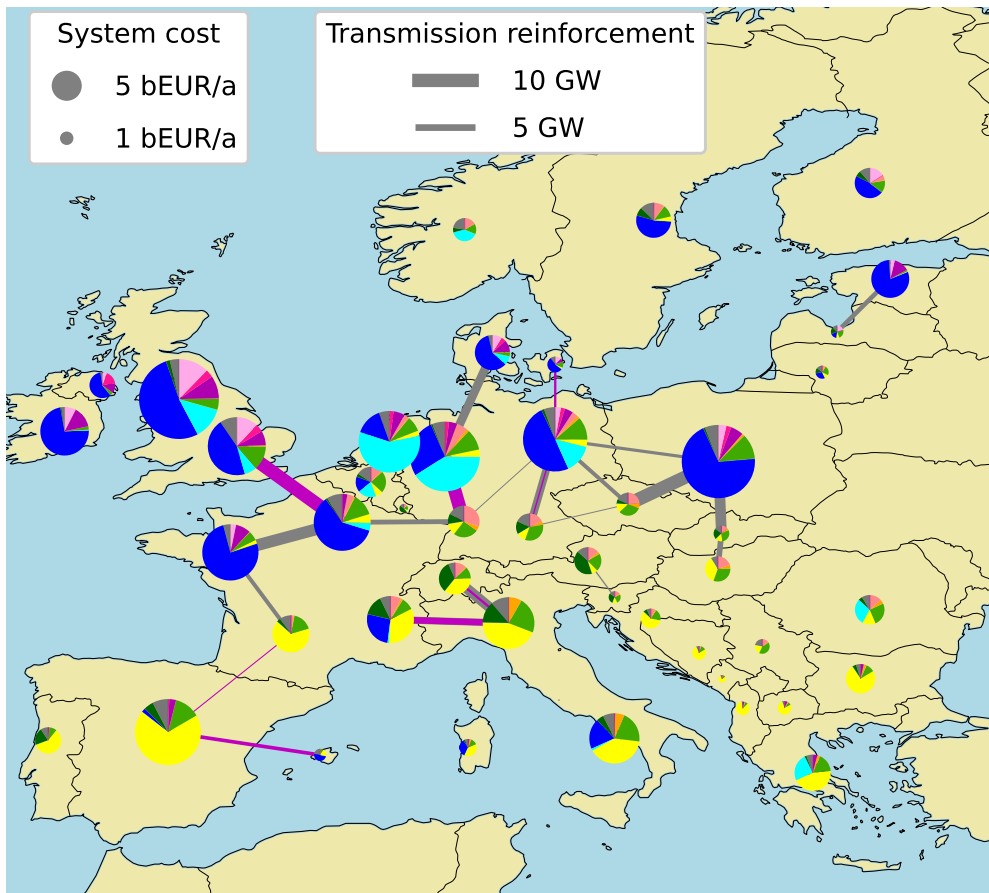 System cost
5 bEUR/a
1 bEUR/a
Transmission reinforcement
10 GW
5 GW